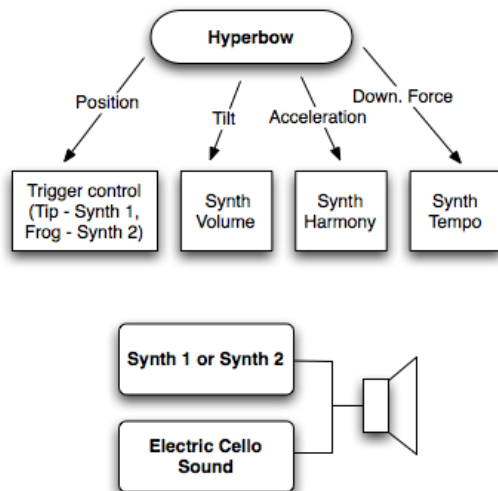 Hyperbow
Position
Tilt
Acceleration
Down. Force
Trigger control
(Tip - Synth 1,
Frog - Synth 2)
Synth
Volume
Synth
Harmony
Synth
Tempo
Synth 1 or Synth 2
Electric Cello
Sound